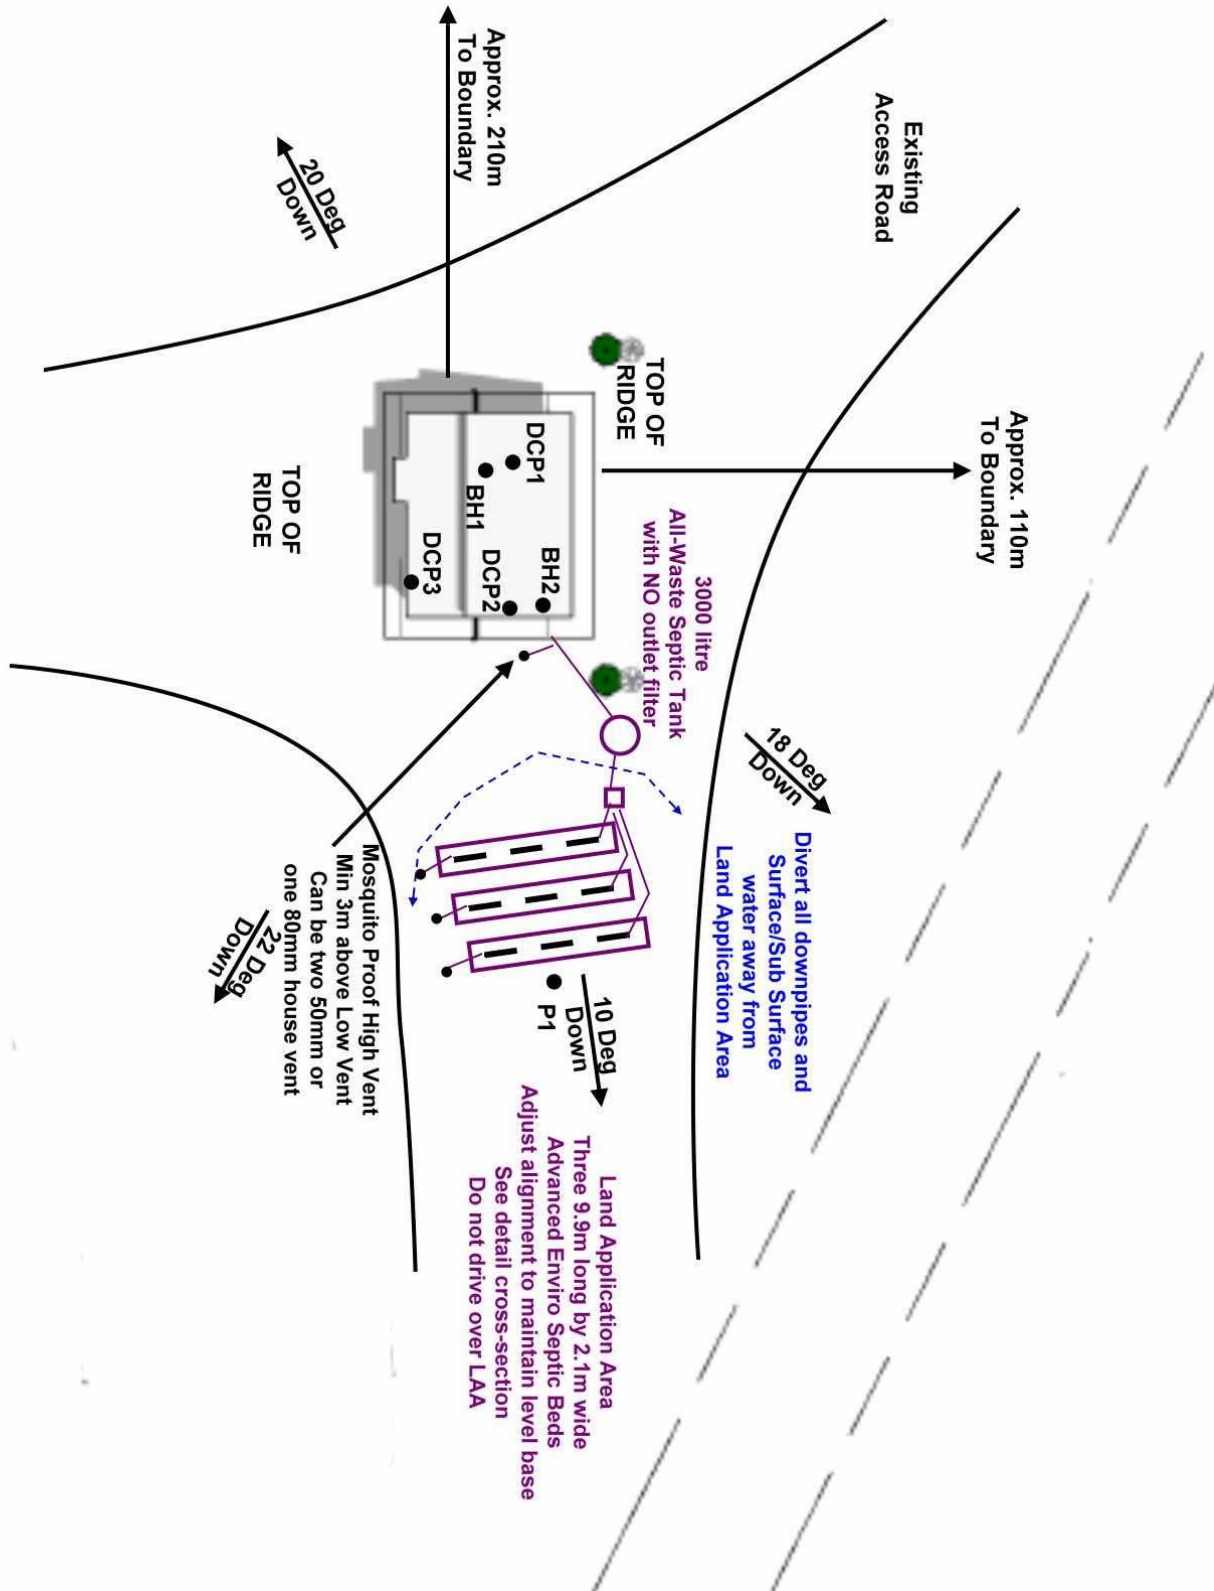 Existing
Access Road
Approx. 210m
To Boundary
20 Deg
Down
TOP OF
RIDGE
Approx. 110m
To Boundary
TOP OF
RIDGE
DCP1
BH1
BH2
DCP2
DCP3
3000 litre
All-Waste Septic Tank
with NO outlet filter
18 Deg
Down
Divert all downpipes and
Surface/Sub Surface
water away from
Land Application Area
Mosquito Proof High Vent
Min 3m above Low Vent
Can be two 50mm or
one 80mm house vent
22 Deg
Down
10 Deg
Down
P1
Land Application Area
Three 9.9m long by 2.1m wide
Advanced Enviro Septic Beds
Adjust alignment to maintain level base
See detail cross-section
Do not drive over LAA